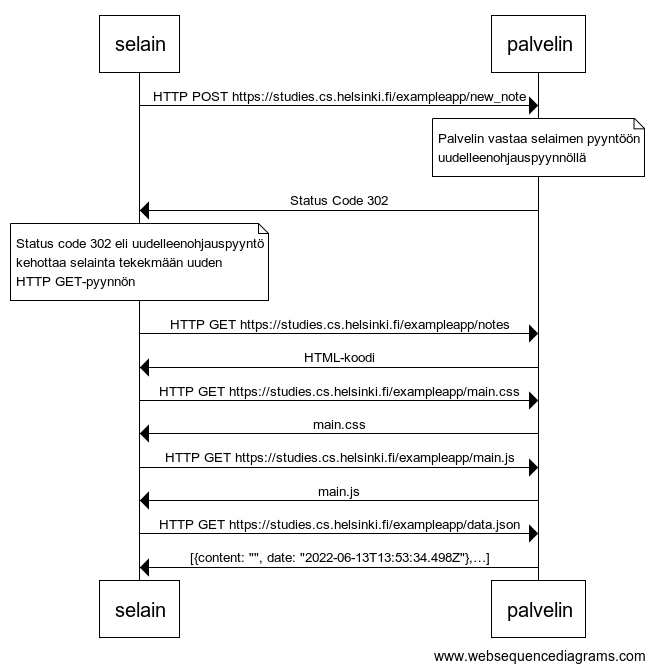 selain
palvelin
HTTP POST https://studies.cs.helsinki.fi/exampleapp/new_note
Palvelin vastaa selaimen pyyntöön
uudelleenohjauspyynnöllä
Status Code 302
Status code 302 eli uudelleenohjauspyyntö
kehottaa selainta tekekmään uuden
HTTP GET-pyynnön
HTTP GET https://studies.cs.helsinki.fi/exampleapp/notes
HTML-koodi
HTTP GET https://studies.cs.helsinki.fi/exampleapp/main.css
main.css
HTTP GET https://studies.cs.helsinki.fi/exampleapp/main.js
main.js
HTTP GET https://studies.cs.helsinki.fi/exampleapp/data.json
[{content: "", date: "2022-06-13T13:53:34.498Z"},…]
selain
palvelin
www.websequencediagrams.com